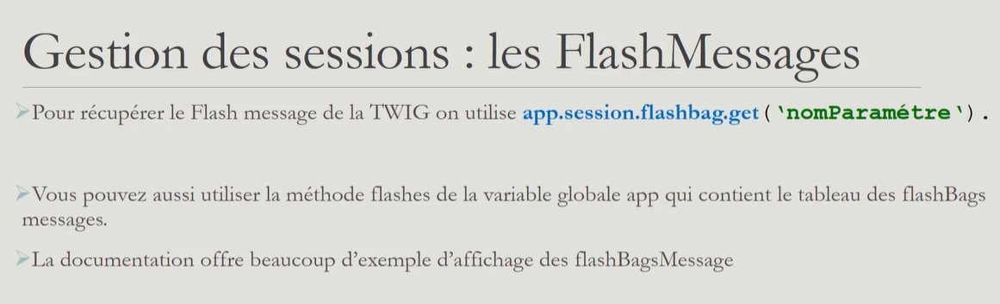 Gestion des sessions : les FlashMessages
➢Pour récupérer le Flash message de la TWIG on utilise app.session.flashbag.get(‛nomParamétre‛).
➢Vous pouvez aussi utiliser la méthode flashes de la variable globale app qui contient le tableau des flashBags
messages.
➢La documentation offre beaucoup d’exemple d’affichage des flashBagsMessage